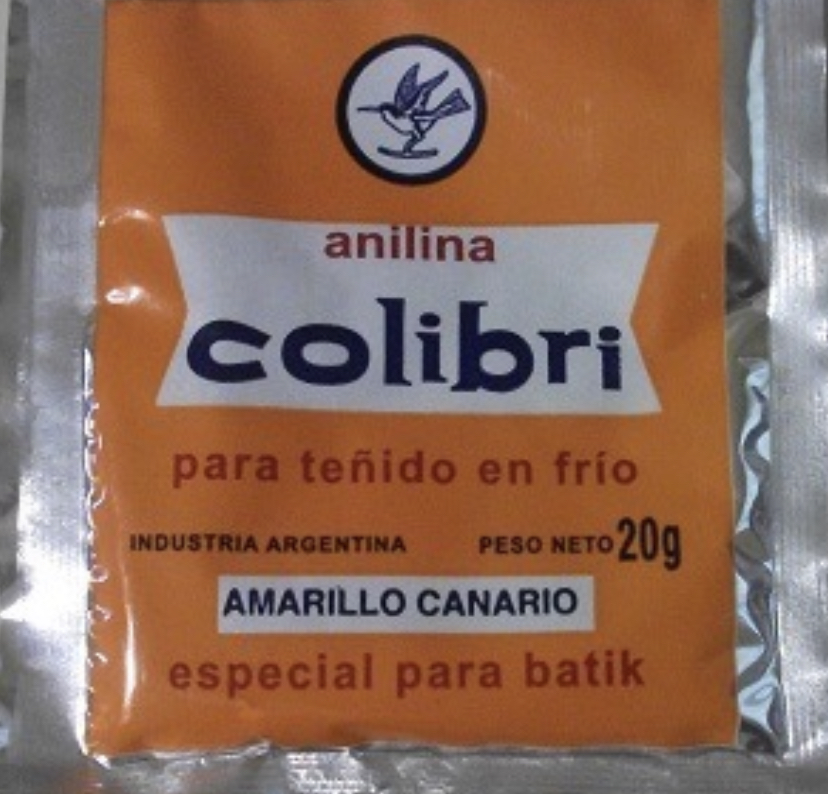 anilina
colibri
para teñido en frío
INDUSTRIA ARGENTINA PESO NETO 20g
AMARILLO CANARIO
especial para batik